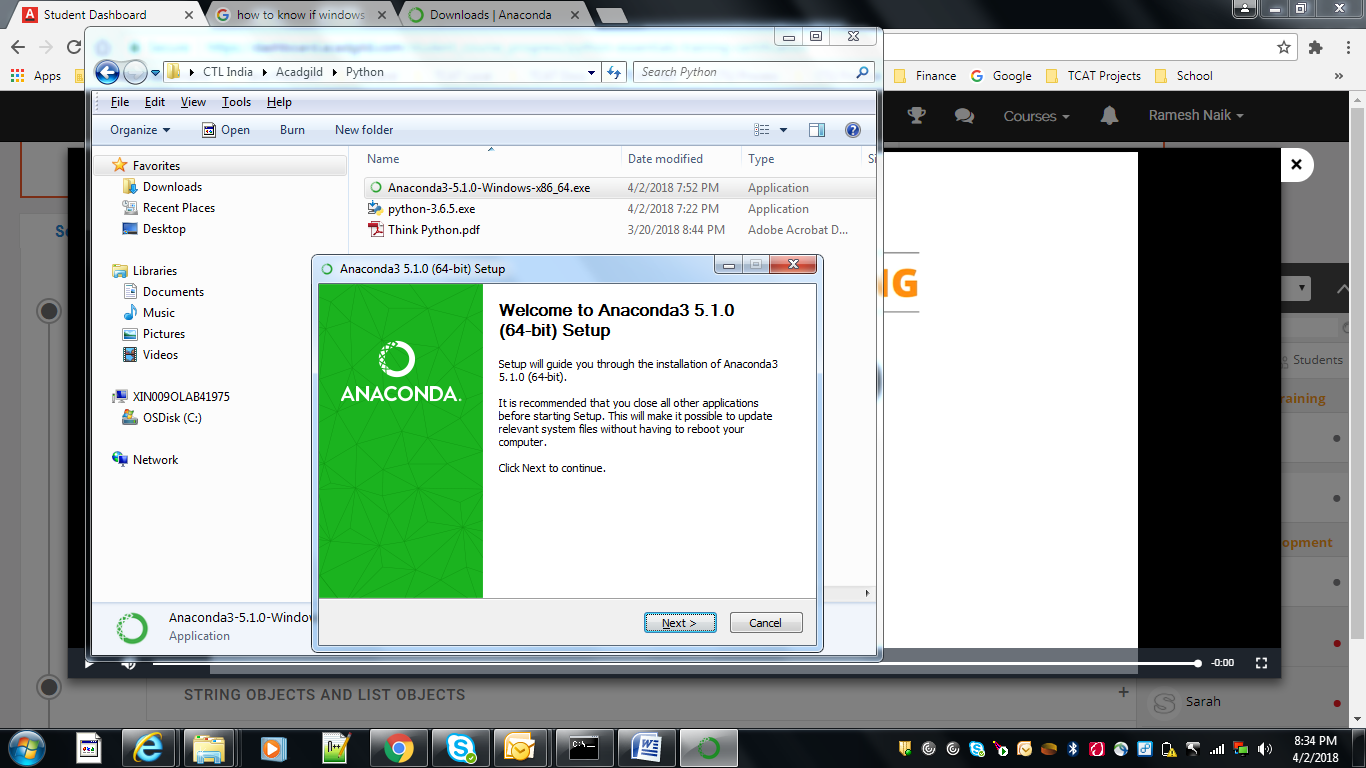 Student Dashboard
how to know if windows
Downloads | Anaconda
Apps
Finance
Google
TCAT Projects
School
»
CTL India
Acadgild
Python
Search Python
File Edit View Tools Help
Organize
Open
Burn
New folder
Courses
Ramesh Naik
Name
Date modified
Type
Si
Favorites
Downloads
Recent Places
Desktop
Libraries
Documents
Music
Pictures
Videos
XIN009OLAB41975
OSDisk (C:)
Network
Anaconda3-5.1.0-Windows-x86_64.exe 4/2/2018 7:52 PM Application
python-3.6.5.exe 4/2/2018 7:22 PM Application
Think Python.pdf 3/20/2018 8:44 PM Adobe Acrobat D...
Anaconda3 5.1.0 (64-bit) Setup
ANACONDA.
Welcome to Anaconda3 5.1.0
(64-bit) Setup
Setup will guide you through the installation of Anaconda3
5.1.0 (64-bit).
It is recommended that you close all other applications
before starting Setup. This will make it possible to update
relevant system files without having to reboot your
computer.
Click Next to continue.
Next >
Cancel
NG
Students
raining
opment
Anaconda3-5.1.0-Window
Application
-0:00
STRING OBJECTS AND LIST OBJECTS
+
Sarah
8:34 PM
4/2/2018